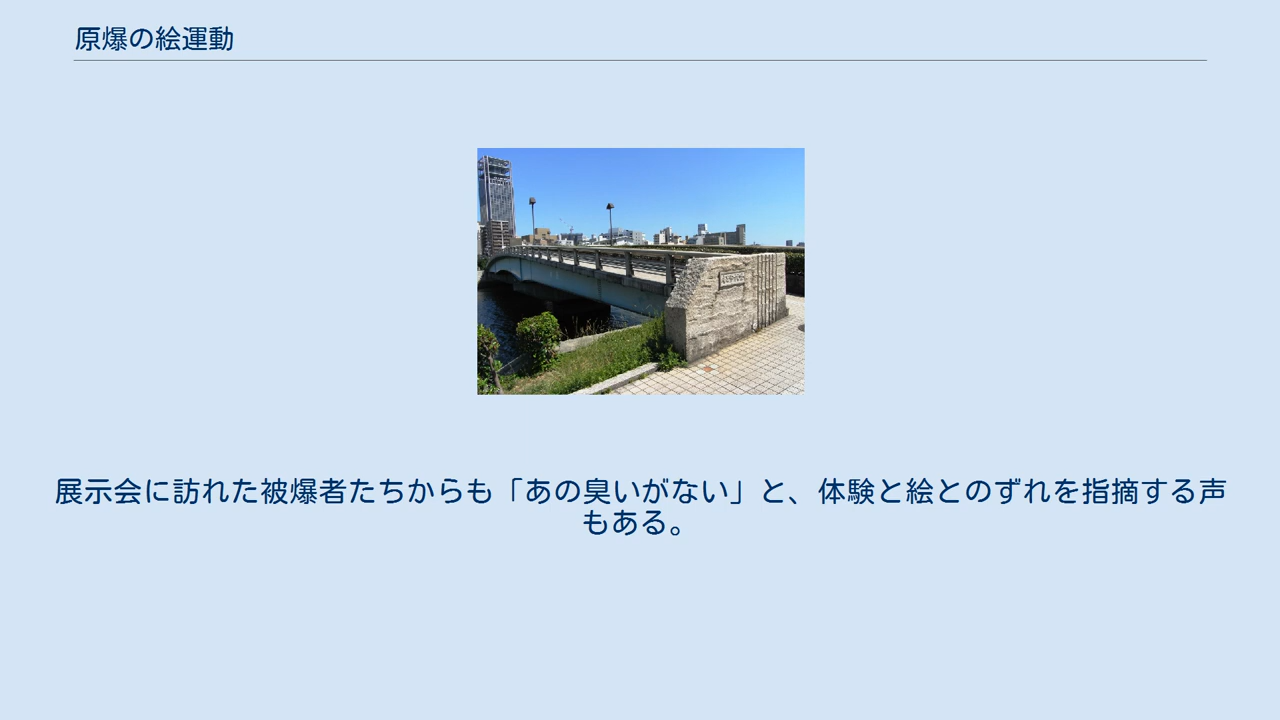 原爆の絵運動
展示会に訪れた被爆者たちからも「あの臭いがない」と、体験と絵とのずれを指摘する声
もある。